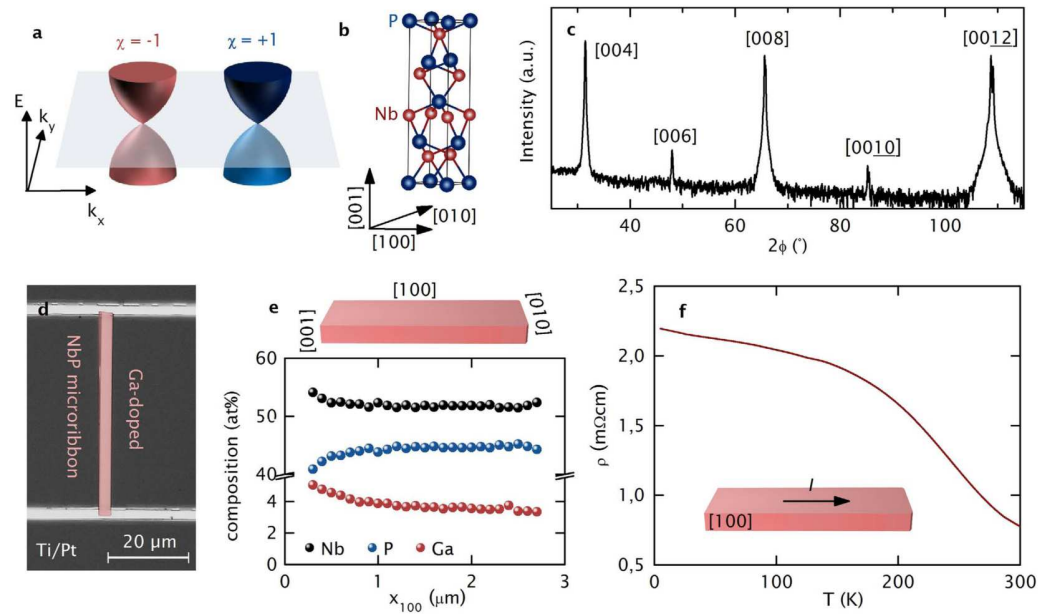 a
χ = -1
χ = +1
E
k_y
k_x
b
P
Nb
[001]
[010]
[100]
c
Intensity (a.u.)
[004]
[006]
[008]
[0010]
[0012]
40
60
80
100
2ϕ (°)
d
NbP microribbon
Ga-doped
Ti/Pt
20 μm
e
[100]
[001]
[010]
composition (at%)
60
50
40
4
2
0
Nb
P
Ga
0
1
2
3
x_100 (μm)
f
ρ (mΩcm)
2,5
2,0
1,5
1,0
0,5
I
[100]
0
100
200
300
T (K)